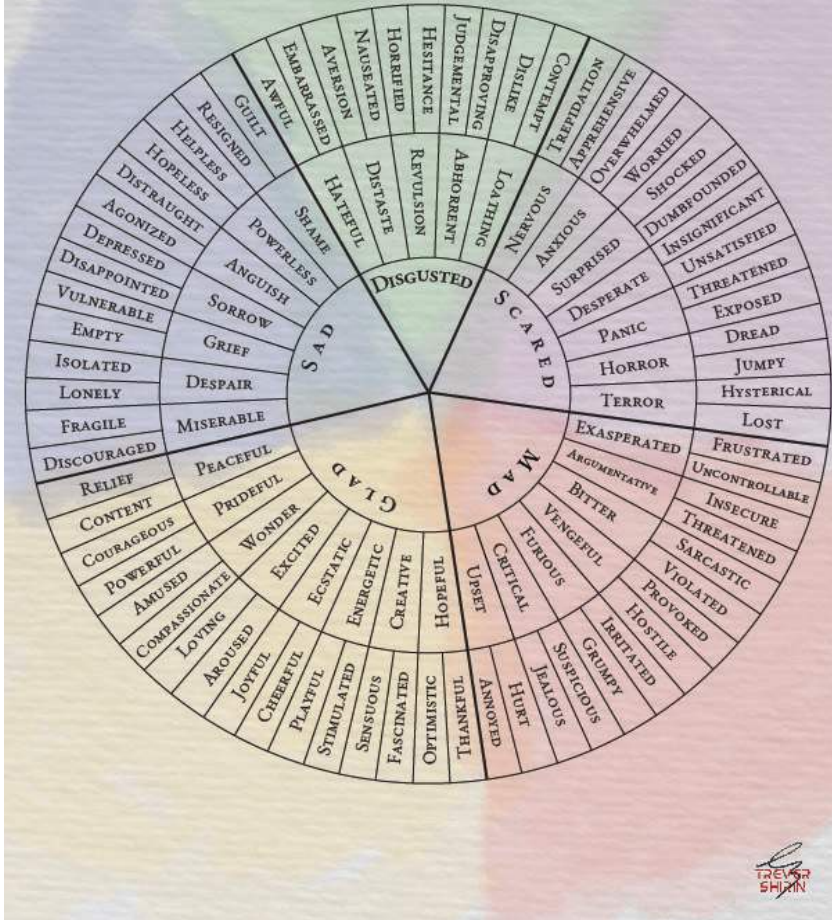 DISGUSTED
SCARED
MAD
GLAD
SAD
HATEFUL
DISTASTE
REVULSION
ABHORRENT
LOATHING
NERVOUS
ANXIOUS
SURPRISED
DESPERATE
PANIC
HORROR
TERROR
EXASPERATED
ARGUMENTATIVE
BITTER
VENGEFUL
FURIOUS
CRITICAL
UPSET
HOPEFUL
CREATIVE
ENERGETIC
ECSTATIC
EXCITED
WONDER
PRIDEFUL
PEACEFUL
MISERABLE
DESPAIR
GRIEF
SORROW
ANGUISH
POWERLESS
SHAME
AWFUL
EMBARRASSED
AVERSION
NAUSEATED
HORRIFIED
HESITANCE
JUDGEMENTAL
DISAPPROVING
DISLIKE
CONTEMPT
TREPIDATION
APPREHENSIVE
OVERWHELMED
WORRIED
SHOCKED
DUMBFOUNDED
INSIGNIFICANT
UNSATISFIED
THREATENED
EXPOSED
DREAD
JUMPY
HYSTERICAL
LOST
FRUSTRATED
UNCONTROLLABLE
INSECURE
THREATENED
SARCASTIC
VIOLATED
PROVOKED
HOSTILE
IRRITATED
GRUMPY
SUSPICIOUS
JEALOUS
HURT
ANNOYED
THANKFUL
OPTIMISTIC
FASCINATED
SENSUOUS
STIMULATED
PLAYFUL
CHEERFUL
JOYFUL
AROUSED
LOVING
COMPASSIONATE
AMUSED
POWERFUL
COURAGEOUS
CONTENT
RELIEF
DISCOURAGED
FRAGILE
LONELY
ISOLATED
EMPTY
VULNERABLE
DISAPPOINTED
DEPRESSED
AGONIZED
DISTRAUGHT
HOPELESS
HELPLESS
RESIGNED
GUILT
TREVOR
SHIRIN